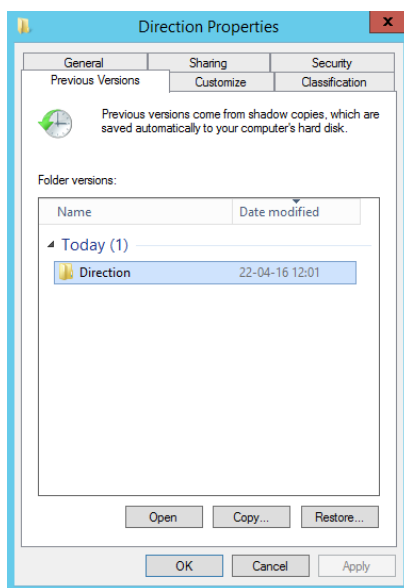 Direction Properties
x
General Sharing Security
Previous Versions Customize Classification
Previous versions come from shadow copies, which are
saved automatically to your computer's hard disk.
Folder versions:
Name Date modified
Today (1)
Direction 22-04-16 12:01
Open Copy... Restore...
OK Cancel Apply